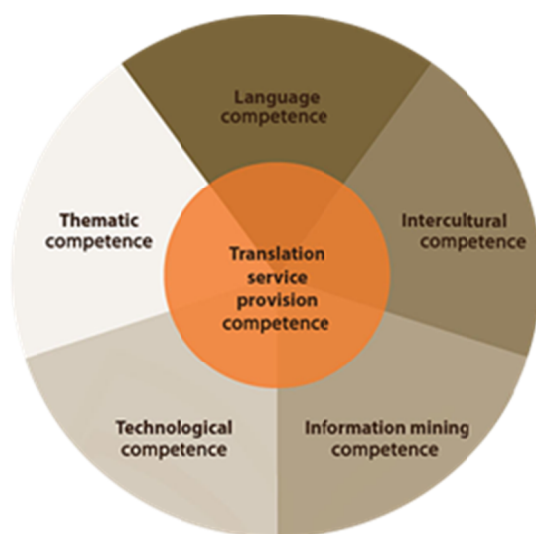 Language
competence
Thematic
competence
Intercultural
competence
Translation
service
provision
competence
Technological
competence
Information mining
competence